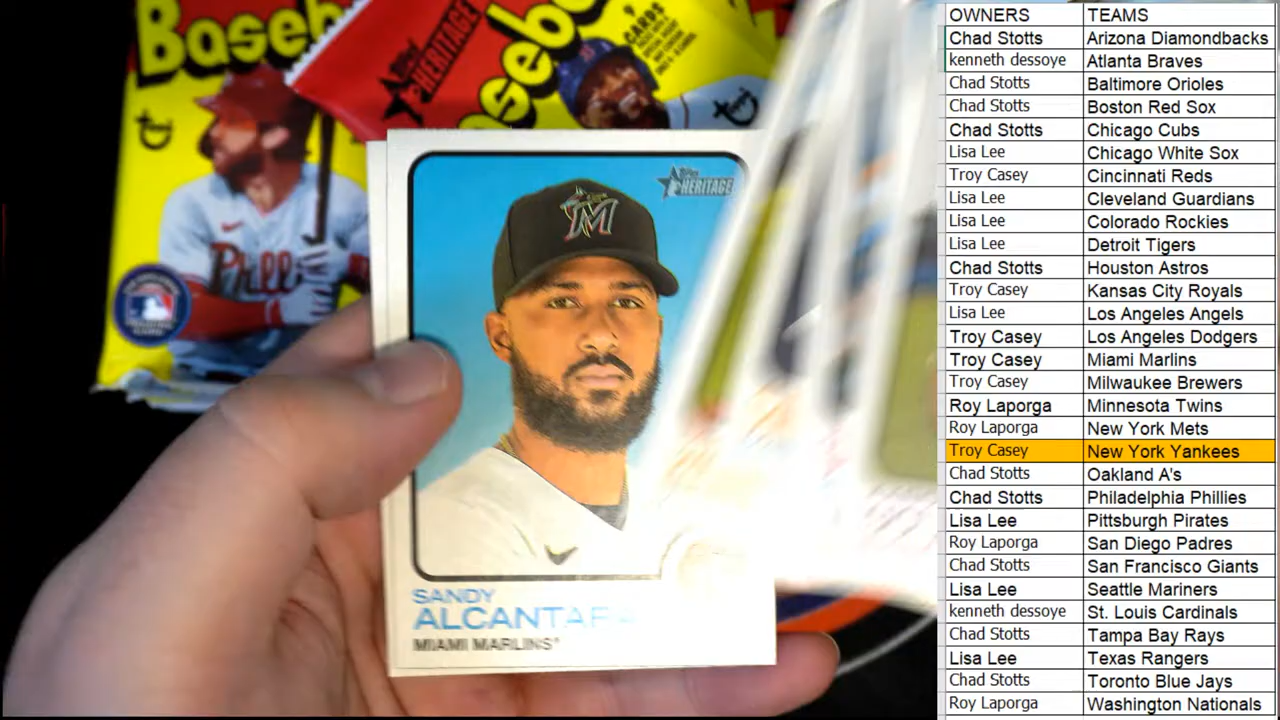 Baseb
Topps
HERITAGE
Baseb
9
CARDS
Topps
HERITAGE
M
Phill
SANDY
ALCANTARA
MIAMI MARLINS
OWNERS TEAMS
Chad Stotts Arizona Diamondbacks
kenneth dessoye Atlanta Braves
Chad Stotts Baltimore Orioles
Chad Stotts Boston Red Sox
Chad Stotts Chicago Cubs
Lisa Lee Chicago White Sox
Troy Casey Cincinnati Reds
Lisa Lee Cleveland Guardians
Lisa Lee Colorado Rockies
Lisa Lee Detroit Tigers
Chad Stotts Houston Astros
Troy Casey Kansas City Royals
Lisa Lee Los Angeles Angels
Troy Casey Los Angeles Dodgers
Troy Casey Miami Marlins
Troy Casey Milwaukee Brewers
Roy Laporga Minnesota Twins
Roy Laporga New York Mets
Troy Casey New York Yankees
Chad Stotts Oakland A's
Chad Stotts Philadelphia Phillies
Lisa Lee Pittsburgh Pirates
Roy Laporga San Diego Padres
Chad Stotts San Francisco Giants
Lisa Lee Seattle Mariners
kenneth dessoye St. Louis Cardinals
Chad Stotts Tampa Bay Rays
Lisa Lee Texas Rangers
Chad Stotts Toronto Blue Jays
Roy Laporga Washington Nationals